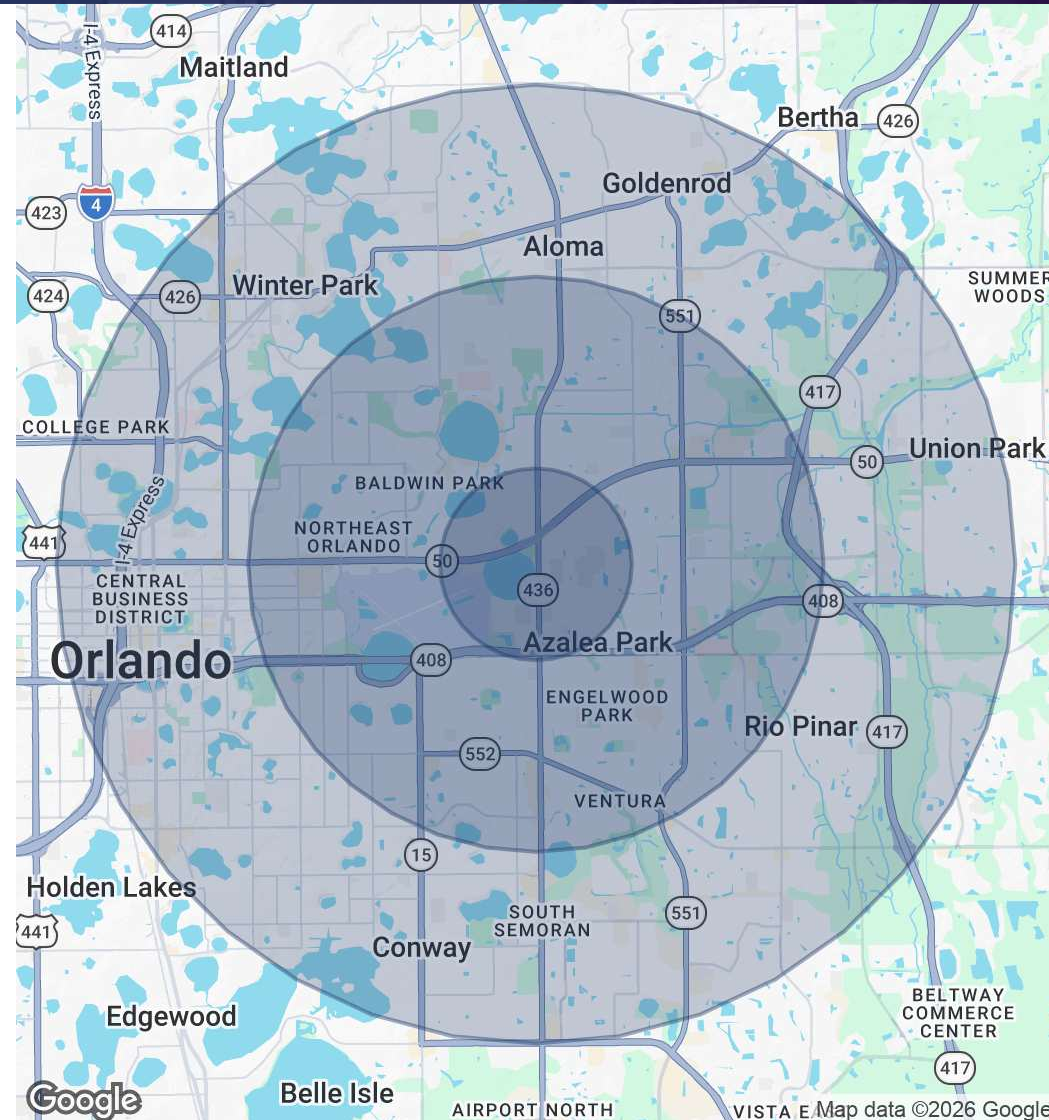 414
I-4 Express
Maitland
Bertha
426
Goldenrod
423
4
Aloma
424
426
Winter Park
SUMMER
WOODS
551
417
COLLEGE PARK
50
Union Park
BALDWIN PARK
I-4 Express
441
NORTHEAST
ORLANDO
50
CENTRAL
BUSINESS
DISTRICT
436
408
Orlando
408
Azalea Park
ENGELWOOD
PARK
Rio Pinar
417
552
VENTURA
15
Holden Lakes
441
SOUTH
SEMORAN
551
Conway
Edgewood
BELTWAY
COMMERCE
CENTER
417
Google
Belle Isle
AIRPORT NORTH
VISTA E
Map data ©2026 Google